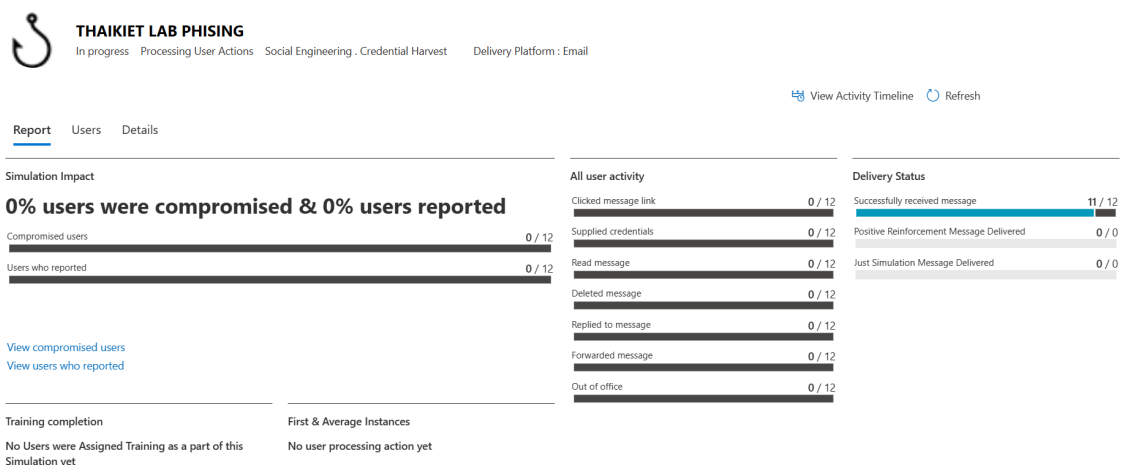 THAIKIET LAB PHISING
In progress Processing User Actions Social Engineering . Credential Harvest Delivery Platform : Email
View Activity Timeline Refresh
Report Users Details
Simulation Impact
0% users were compromised & 0% users reported
Compromised users 0 / 12
Users who reported 0 / 12
View compromised users
View users who reported
All user activity
Clicked message link 0 / 12
Supplied credentials 0 / 12
Read message 0 / 12
Deleted message 0 / 12
Replied to message 0 / 12
Forwarded message 0 / 12
Out of office 0 / 12
Delivery Status
Successfully received message 11 / 12
Positive Reinforcement Message Delivered 0 / 0
Just Simulation Message Delivered 0 / 0
Training completion
No Users were Assigned Training as a part of this
Simulation yet
First & Average Instances
No user processing action yet